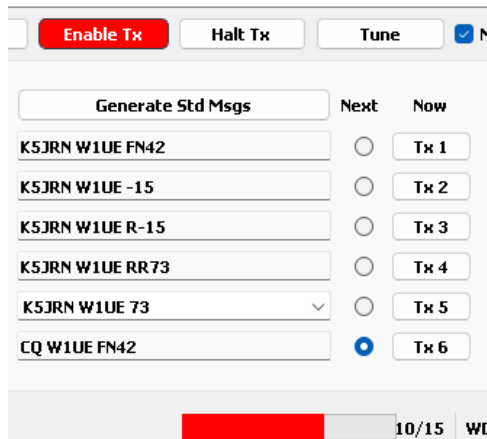 Enable Tx Halt Tx Tune
Generate Std Msgs Next Now
K5JRN W1UE FN42 Tx 1
K5JRN W1UE -15 Tx 2
K5JRN W1UE R-15 Tx 3
K5JRN W1UE RR73 Tx 4
K5JRN W1UE 73 Tx 5
CQ W1UE FN42 Tx 6
10/15